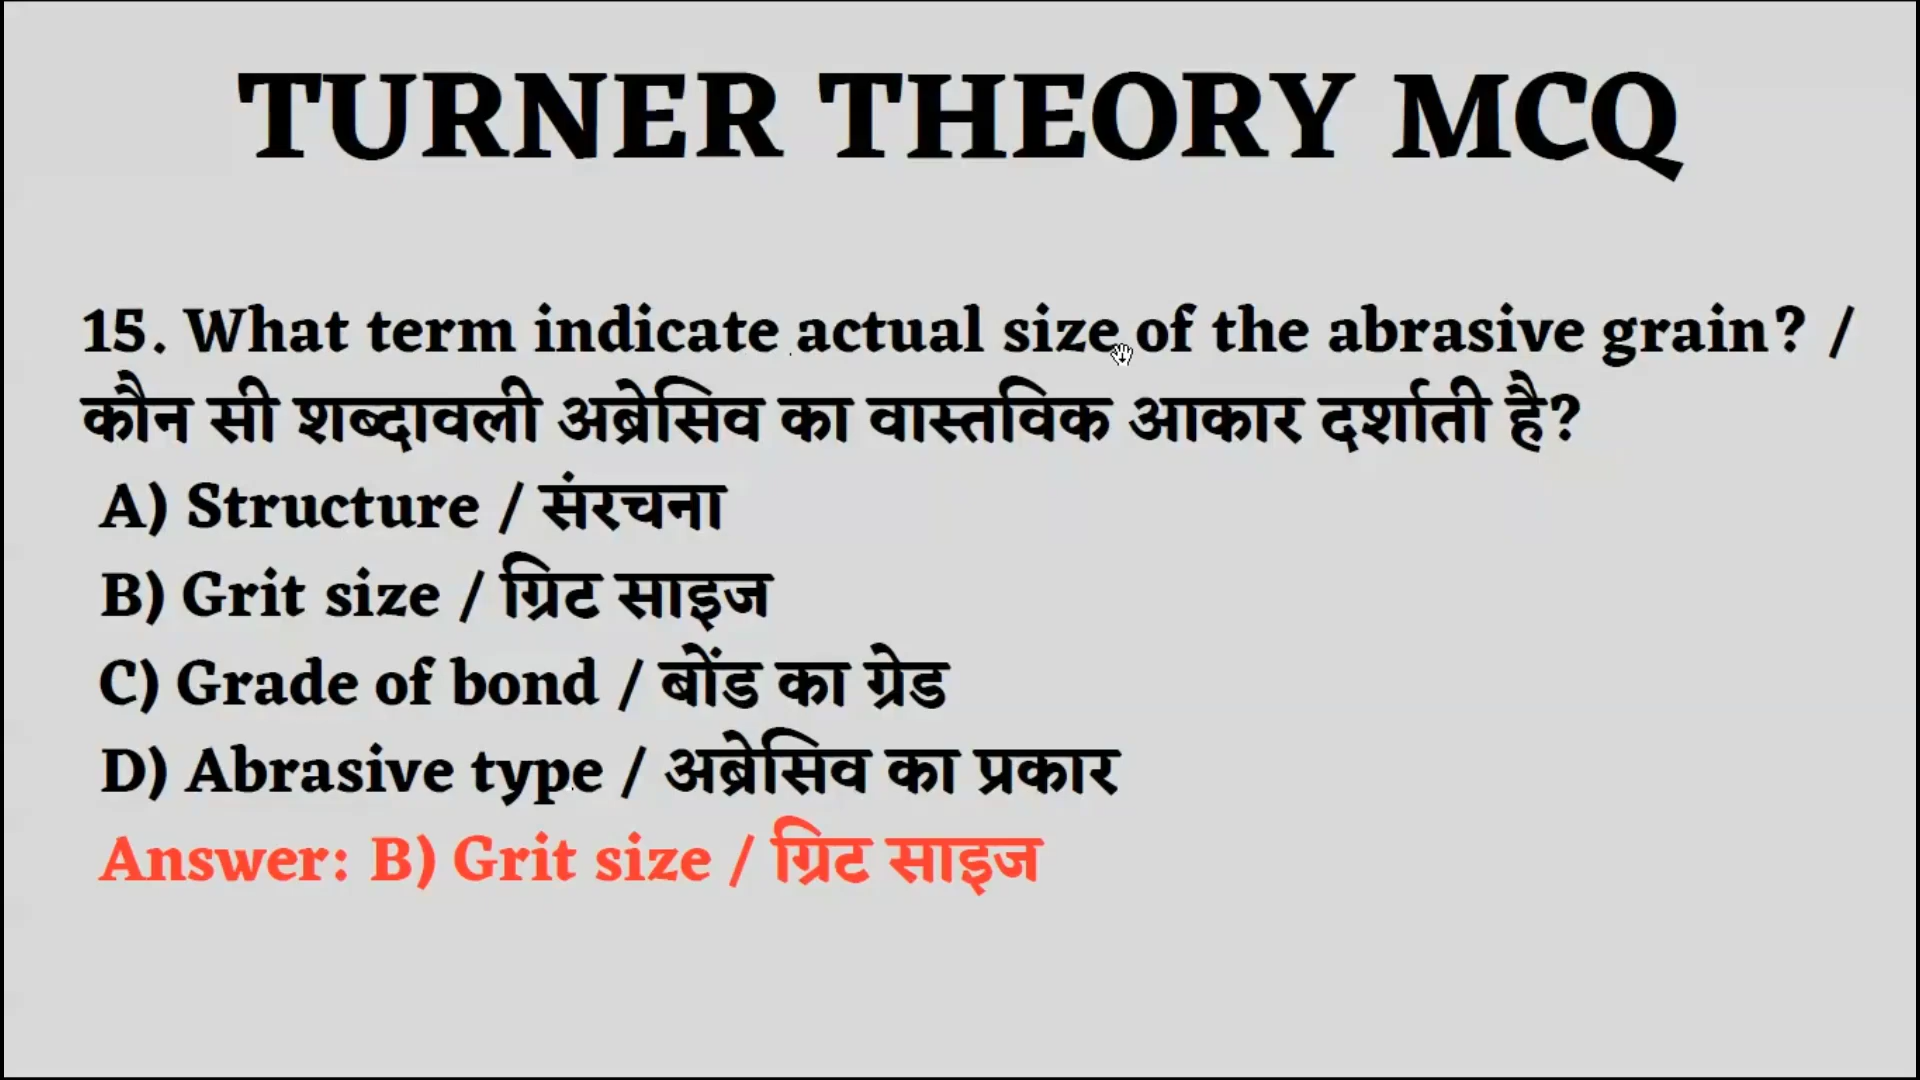 TURNER THEORY MCQ
15. What term indicate actual size of the abrasive grain? /
कौन सी शब्दावली अब्रेसिव का वास्तविक आकार दर्शाती है?
A) Structure / संरचना
B) Grit size / ग्रिट साइज
C) Grade of bond / बोंड का ग्रेड
D) Abrasive type / अब्रेसिव का प्रकार
Answer: B) Grit size / ग्रिट साइज